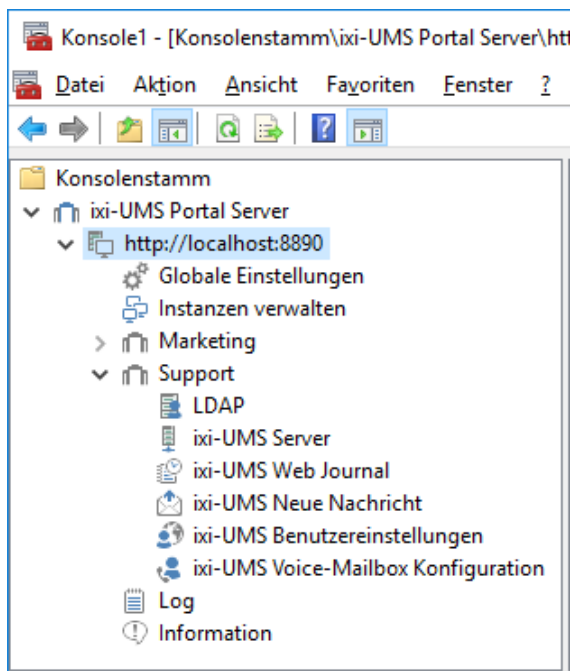 Konsole1 - [Konsolenstamm\ixi-UMS Portal Server\htt
Datei Aktion Ansicht Favoriten Fenster ?
Konsolenstamm
ixi-UMS Portal Server
http://localhost:8890
Globale Einstellungen
Instanzen verwalten
Marketing
Support
LDAP
ixi-UMS Server
ixi-UMS Web Journal
ixi-UMS Neue Nachricht
ixi-UMS Benutzereinstellungen
ixi-UMS Voice-Mailbox Konfiguration
Log
Information